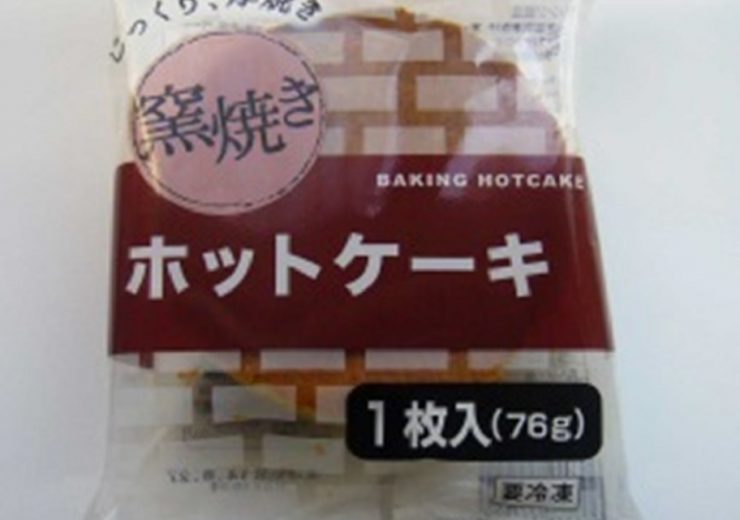 じっくり、厚焼き
窯焼き
BAKING HOTCAKE
ホットケーキ
1枚入(76g)
要冷凍